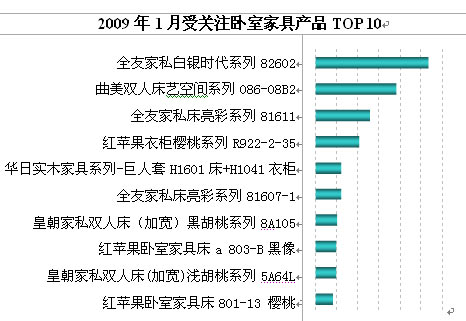 2009年1月受关注卧室家具产品 TOP10
全友家私白银时代系列 82602
曲美双人床艺空间系列 086-08B2
全友家私床亮彩系列 81611
红苹果衣柜樱桃系列 R922-2-35
华日实木家具系列-巨人套 H1601 床+H1041 衣柜
全友家私床亮彩系列 81607-1
皇朝家私双人床（加宽）黑胡桃系列 8A105
红苹果卧室家具床 a 803-B 黑像
皇朝家私双人床(加宽)浅胡桃系列 5A64L
红苹果卧室家具床 801-13 樱桃